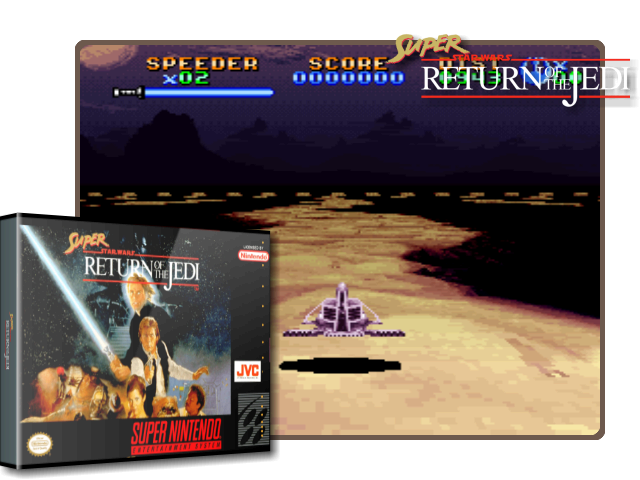 SPEEDER
SCORE
x02
0000000
SUPER
STAR WARS
RETURN OF THE JEDI
SUPER
STAR WARS
RETURN OF THE JEDI
LICENSED BY
Nintendo
JVC
SUPER NINTENDO
ENTERTAINMENT SYSTEM